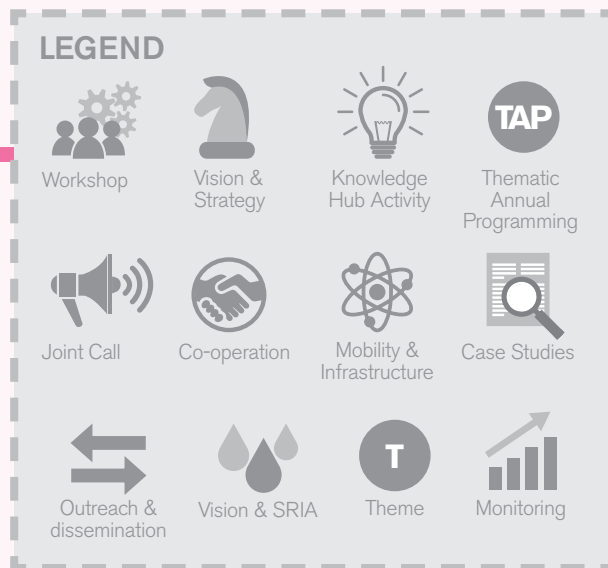 LEGEND
TAP
Workshop
Vision &
Strategy
Knowledge
Hub Activity
Thematic
Annual
Programming
Joint Call
Co-operation
Mobility &
Infrastructure
Case Studies
T
Outreach &
dissemination
Vision & SRIA
Theme
Monitoring